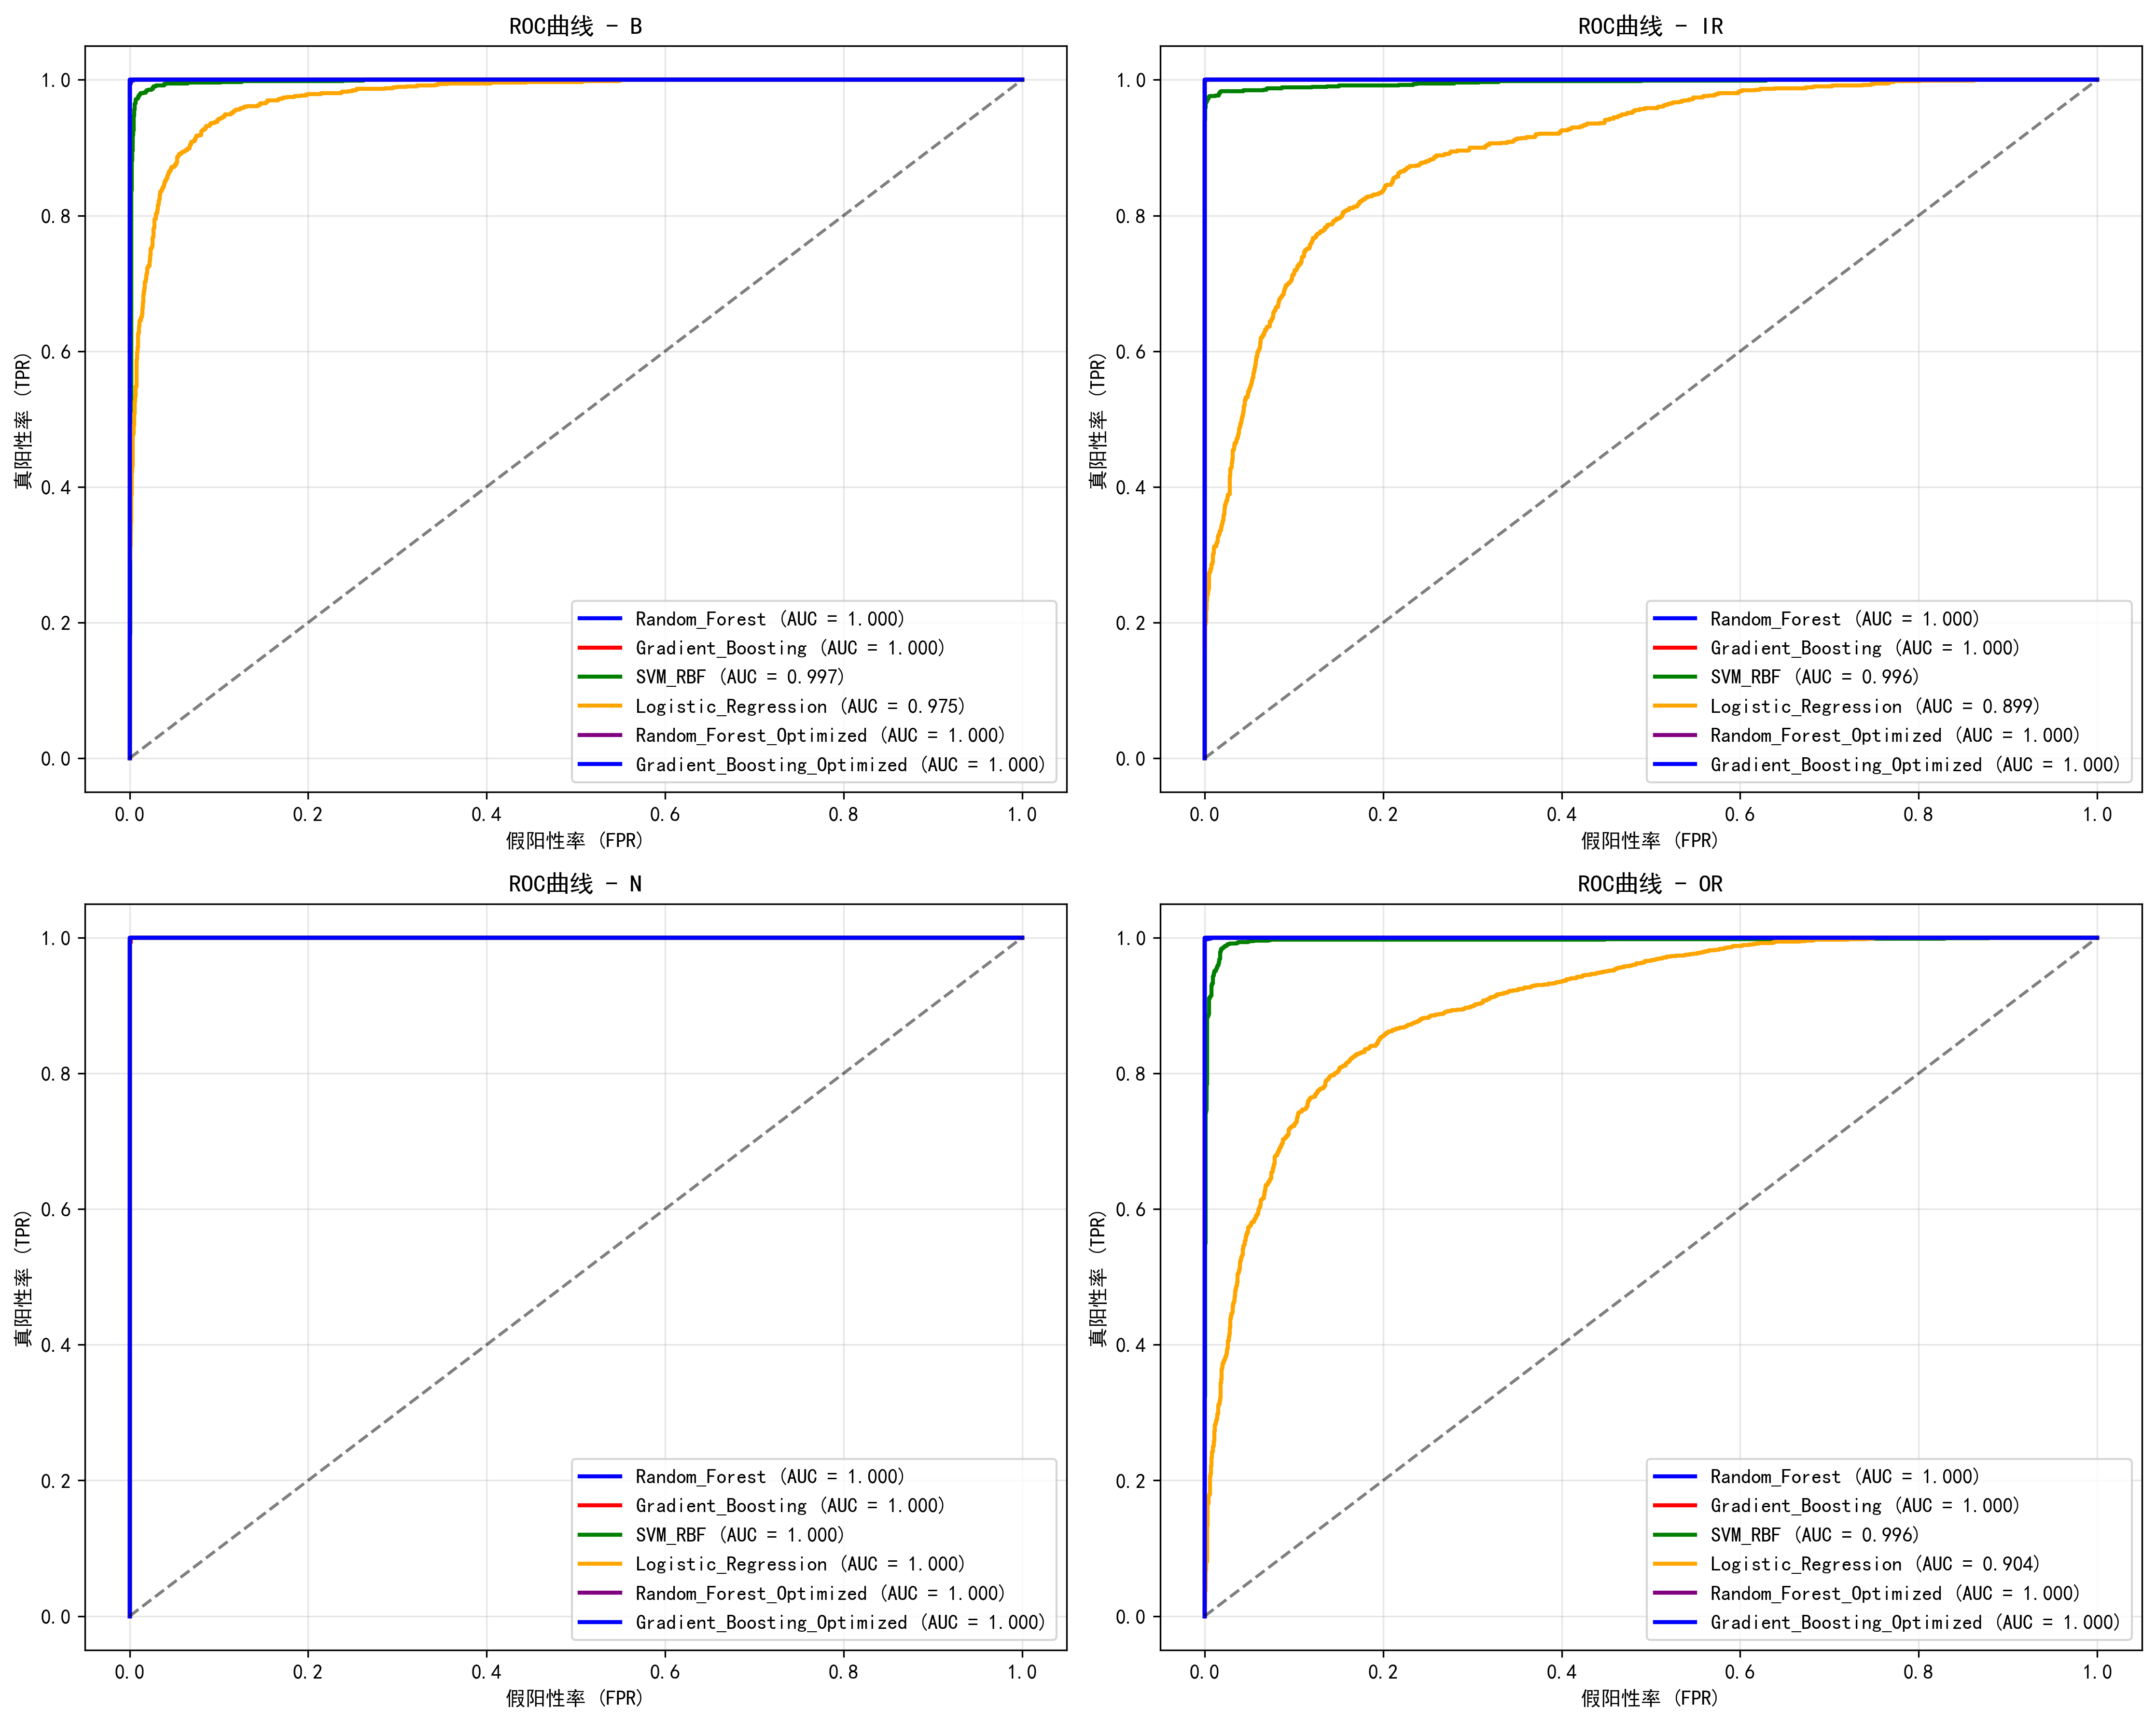 ROC曲线 - B
真阳性率 (TPR)
1.0
0.8
0.6
0.4
0.2
0.0
Random_Forest (AUC = 1.000)
Gradient_Boosting (AUC = 1.000)
SVM_RBF (AUC = 0.997)
Logistic_Regression (AUC = 0.975)
Random_Forest_Optimized (AUC = 1.000)
Gradient_Boosting_Optimized (AUC = 1.000)
0.0 0.2 0.4 0.6 0.8 1.0
假阳性率 (FPR)
ROC曲线 - IR
真阳性率 (TPR)
1.0
0.8
0.6
0.4
0.2
0.0
Random_Forest (AUC = 1.000)
Gradient_Boosting (AUC = 1.000)
SVM_RBF (AUC = 0.996)
Logistic_Regression (AUC = 0.899)
Random_Forest_Optimized (AUC = 1.000)
Gradient_Boosting_Optimized (AUC = 1.000)
0.0 0.2 0.4 0.6 0.8 1.0
假阳性率 (FPR)
ROC曲线 - N
真阳性率 (TPR)
1.0
0.8
0.6
0.4
0.2
0.0
Random_Forest (AUC = 1.000)
Gradient_Boosting (AUC = 1.000)
SVM_RBF (AUC = 1.000)
Logistic_Regression (AUC = 1.000)
Random_Forest_Optimized (AUC = 1.000)
Gradient_Boosting_Optimized (AUC = 1.000)
0.0 0.2 0.4 0.6 0.8 1.0
假阳性率 (FPR)
ROC曲线 - OR
真阳性率 (TPR)
1.0
0.8
0.6
0.4
0.2
0.0
Random_Forest (AUC = 1.000)
Gradient_Boosting (AUC = 1.000)
SVM_RBF (AUC = 0.996)
Logistic_Regression (AUC = 0.904)
Random_Forest_Optimized (AUC = 1.000)
Gradient_Boosting_Optimized (AUC = 1.000)
0.0 0.2 0.4 0.6 0.8 1.0
假阳性率 (FPR)